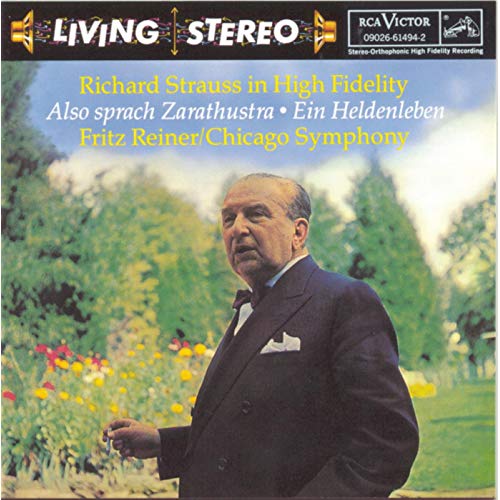 LIVING STEREO
RCA VICTOR
09026-61494-2
Stereo-Orthophonic High Fidelity Recording
Richard Strauss in High Fidelity
Also sprach Zarathustra • Ein Heldenleben
Fritz Reiner/Chicago Symphony